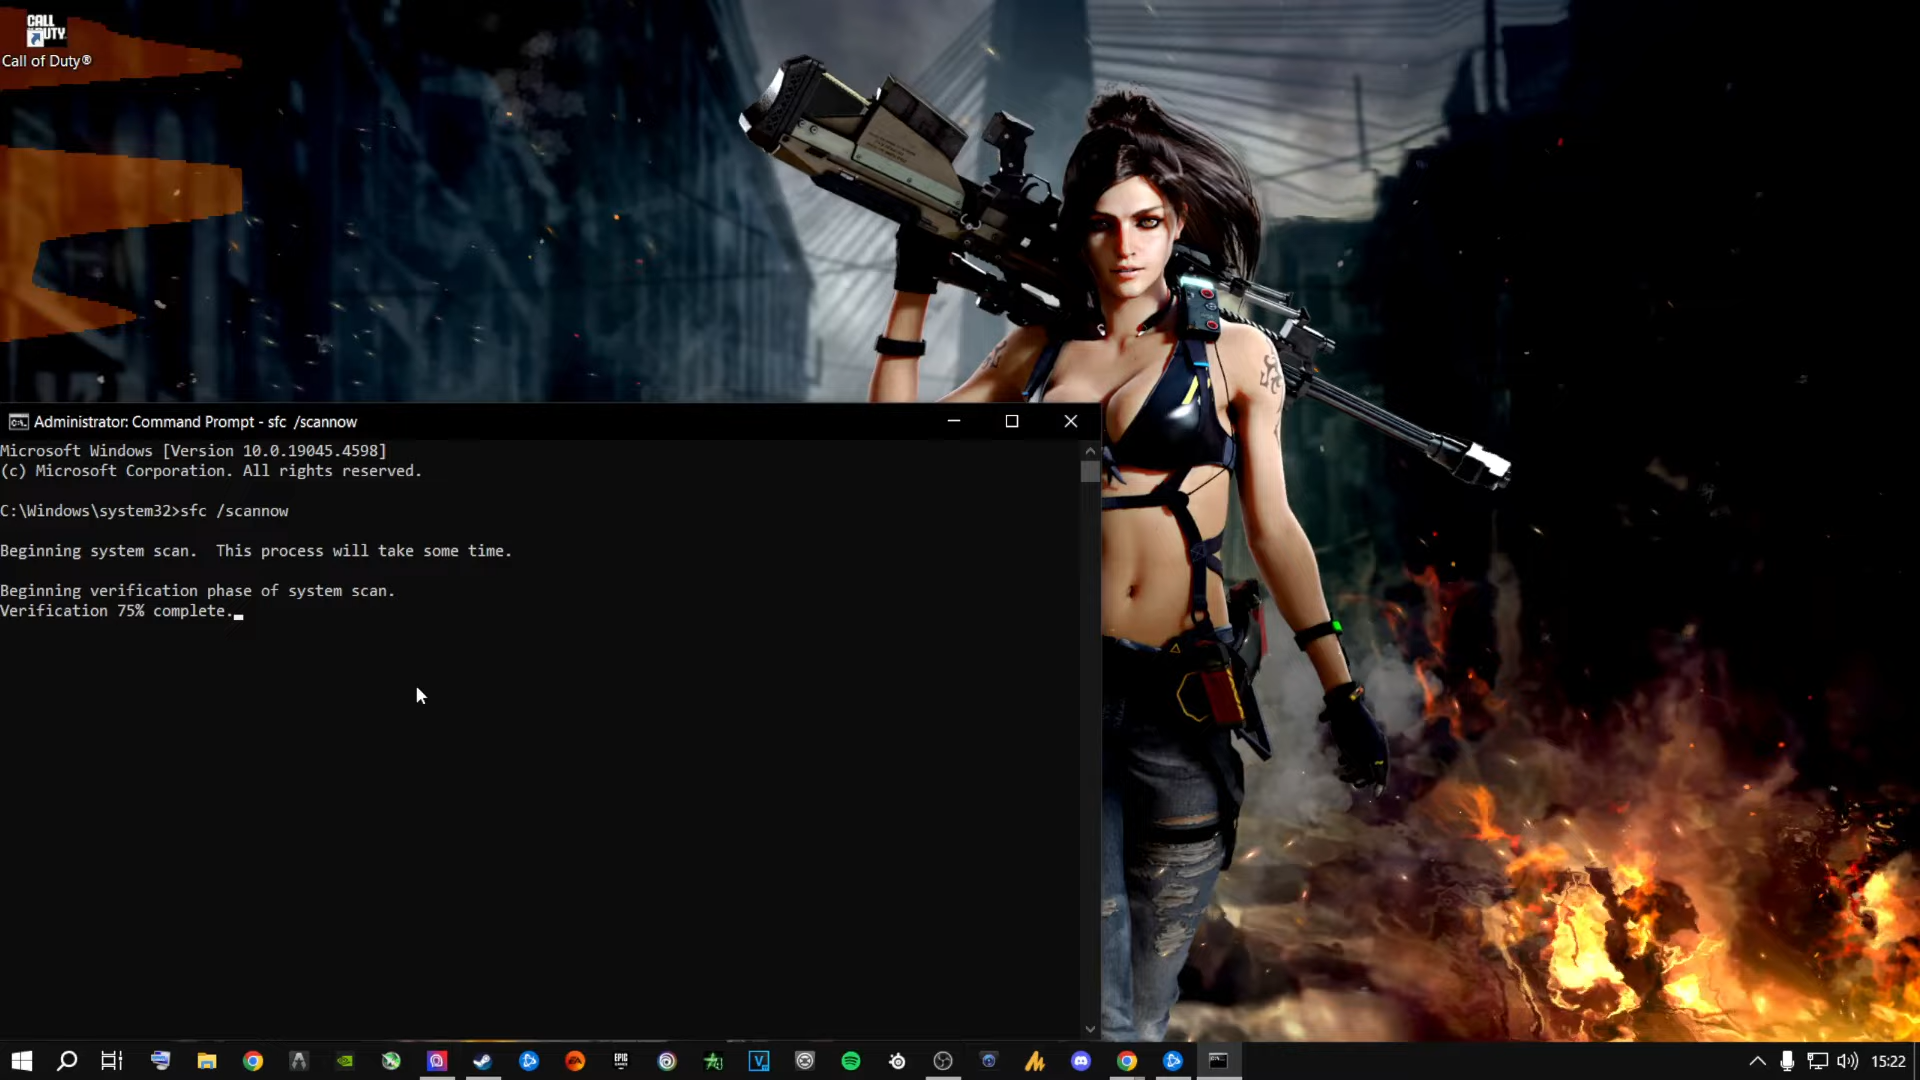 CALL
DUTY
Call of Duty®
Administrator: Command Prompt - sfc  /scannow
Microsoft Windows [Version 10.0.19045.4598]
(c) Microsoft Corporation. All rights reserved.
C:\Windows\system32>sfc /scannow
Beginning system scan.  This process will take some time.
Beginning verification phase of system scan.
Verification 75% complete.
EPIC
15:22